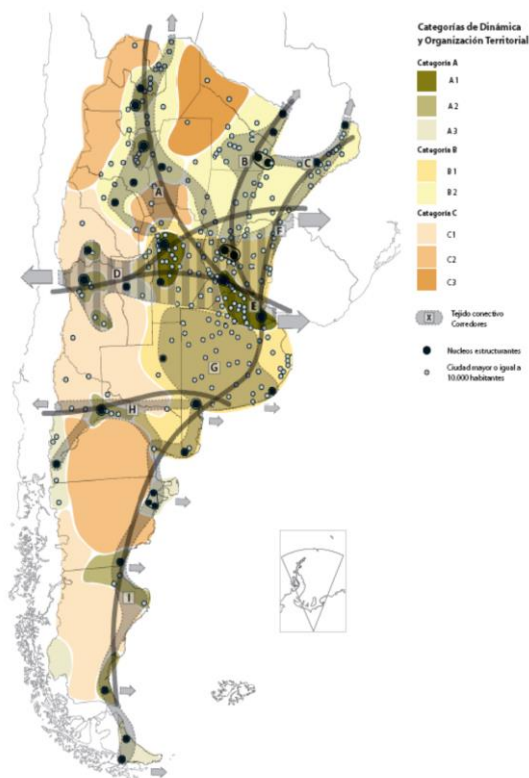 Categorías de Dinámica
y Organización Territorial
Categoría A
A 1
A 2
A 3
Categoría B
B 1
B 2
Categoría C
C1
C2
C3
X
Tejido conectivo
Corredores
Nucleos estructurantes
Ciudad mayor o igual a
10.000 habitantes
B
C
A
F
D
E
G
H
I